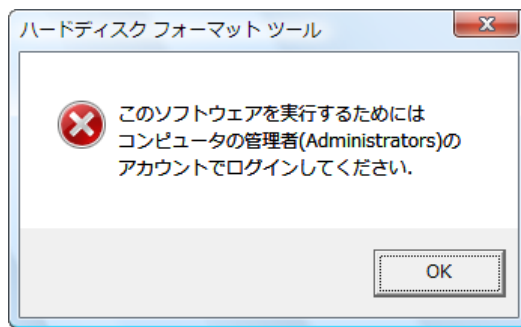 ハードディスク フォーマット ツール
このソフトウェアを実行するためには
コンピュータの管理者(Administrators)の
アカウントでログインしてください.
OK